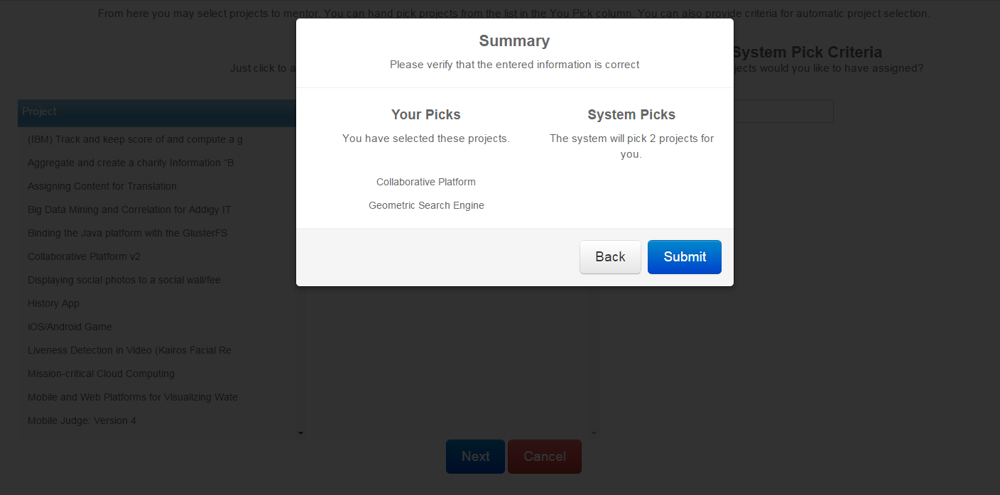 From here you may select projects to mentor. You can hand pick projects from the list in the You Pick column. You can also provide criteria for automatic project selection.
Summary
Please verify that the entered information is correct
System Pick Criteria
Just click to a
jects would you like to have assigned?
Your Picks
You have selected these projects.
Collaborative Platform
Geometric Search Engine
System Picks
The system will pick 2 projects for
you.
Back
Submit
Project
(IBM) Track and keep score of and compute a g
Aggregate and create a charity Information "B
Assigning Content for Translation
Big Data Mining and Correlation for Addigy IT
Binding the Java platform with the GlusterFS
Collaborative Platform v2
Displaying social photos to a social wall/fee
History App
iOS/Android Game
Liveness Detection in Video (Kairos Facial Re
Mission-critical Cloud Computing
Mobile and Web Platforms for Visualizing Wate
Mobile Judge: Version 4
Next
Cancel